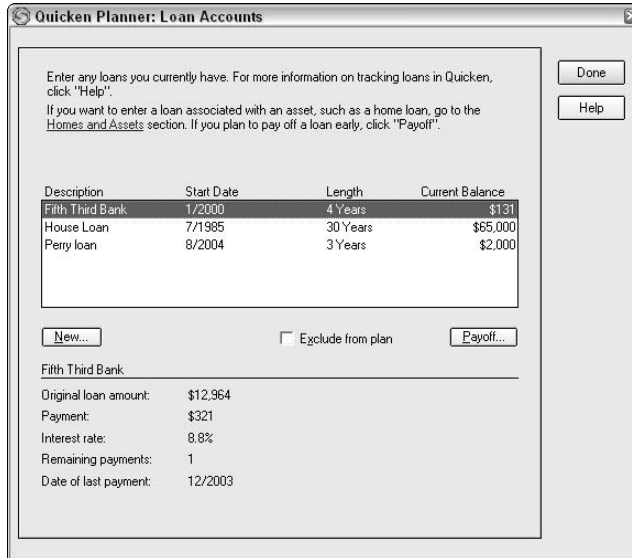 Quicken Planner: Loan Accounts
Enter any loans you currently have. For more information on tracking loans in Quicken,
click "Help".
If you want to enter a loan associated with an asset, such as a home loan, go to the
Homes and Assets section. If you plan to pay off a loan early, click "Payoff".
Done
Help
Description Start Date Length Current Balance
Fifth Third Bank 1/2000 4 Years $131
House Loan 7/1985 30 Years $65,000
Perry loan 8/2004 3 Years $2,000
New... Exclude from plan Payoff...
Fifth Third Bank
Original loan amount: $12,964
Payment: $321
Interest rate: 8.8%
Remaining payments: 1
Date of last payment: 12/2003